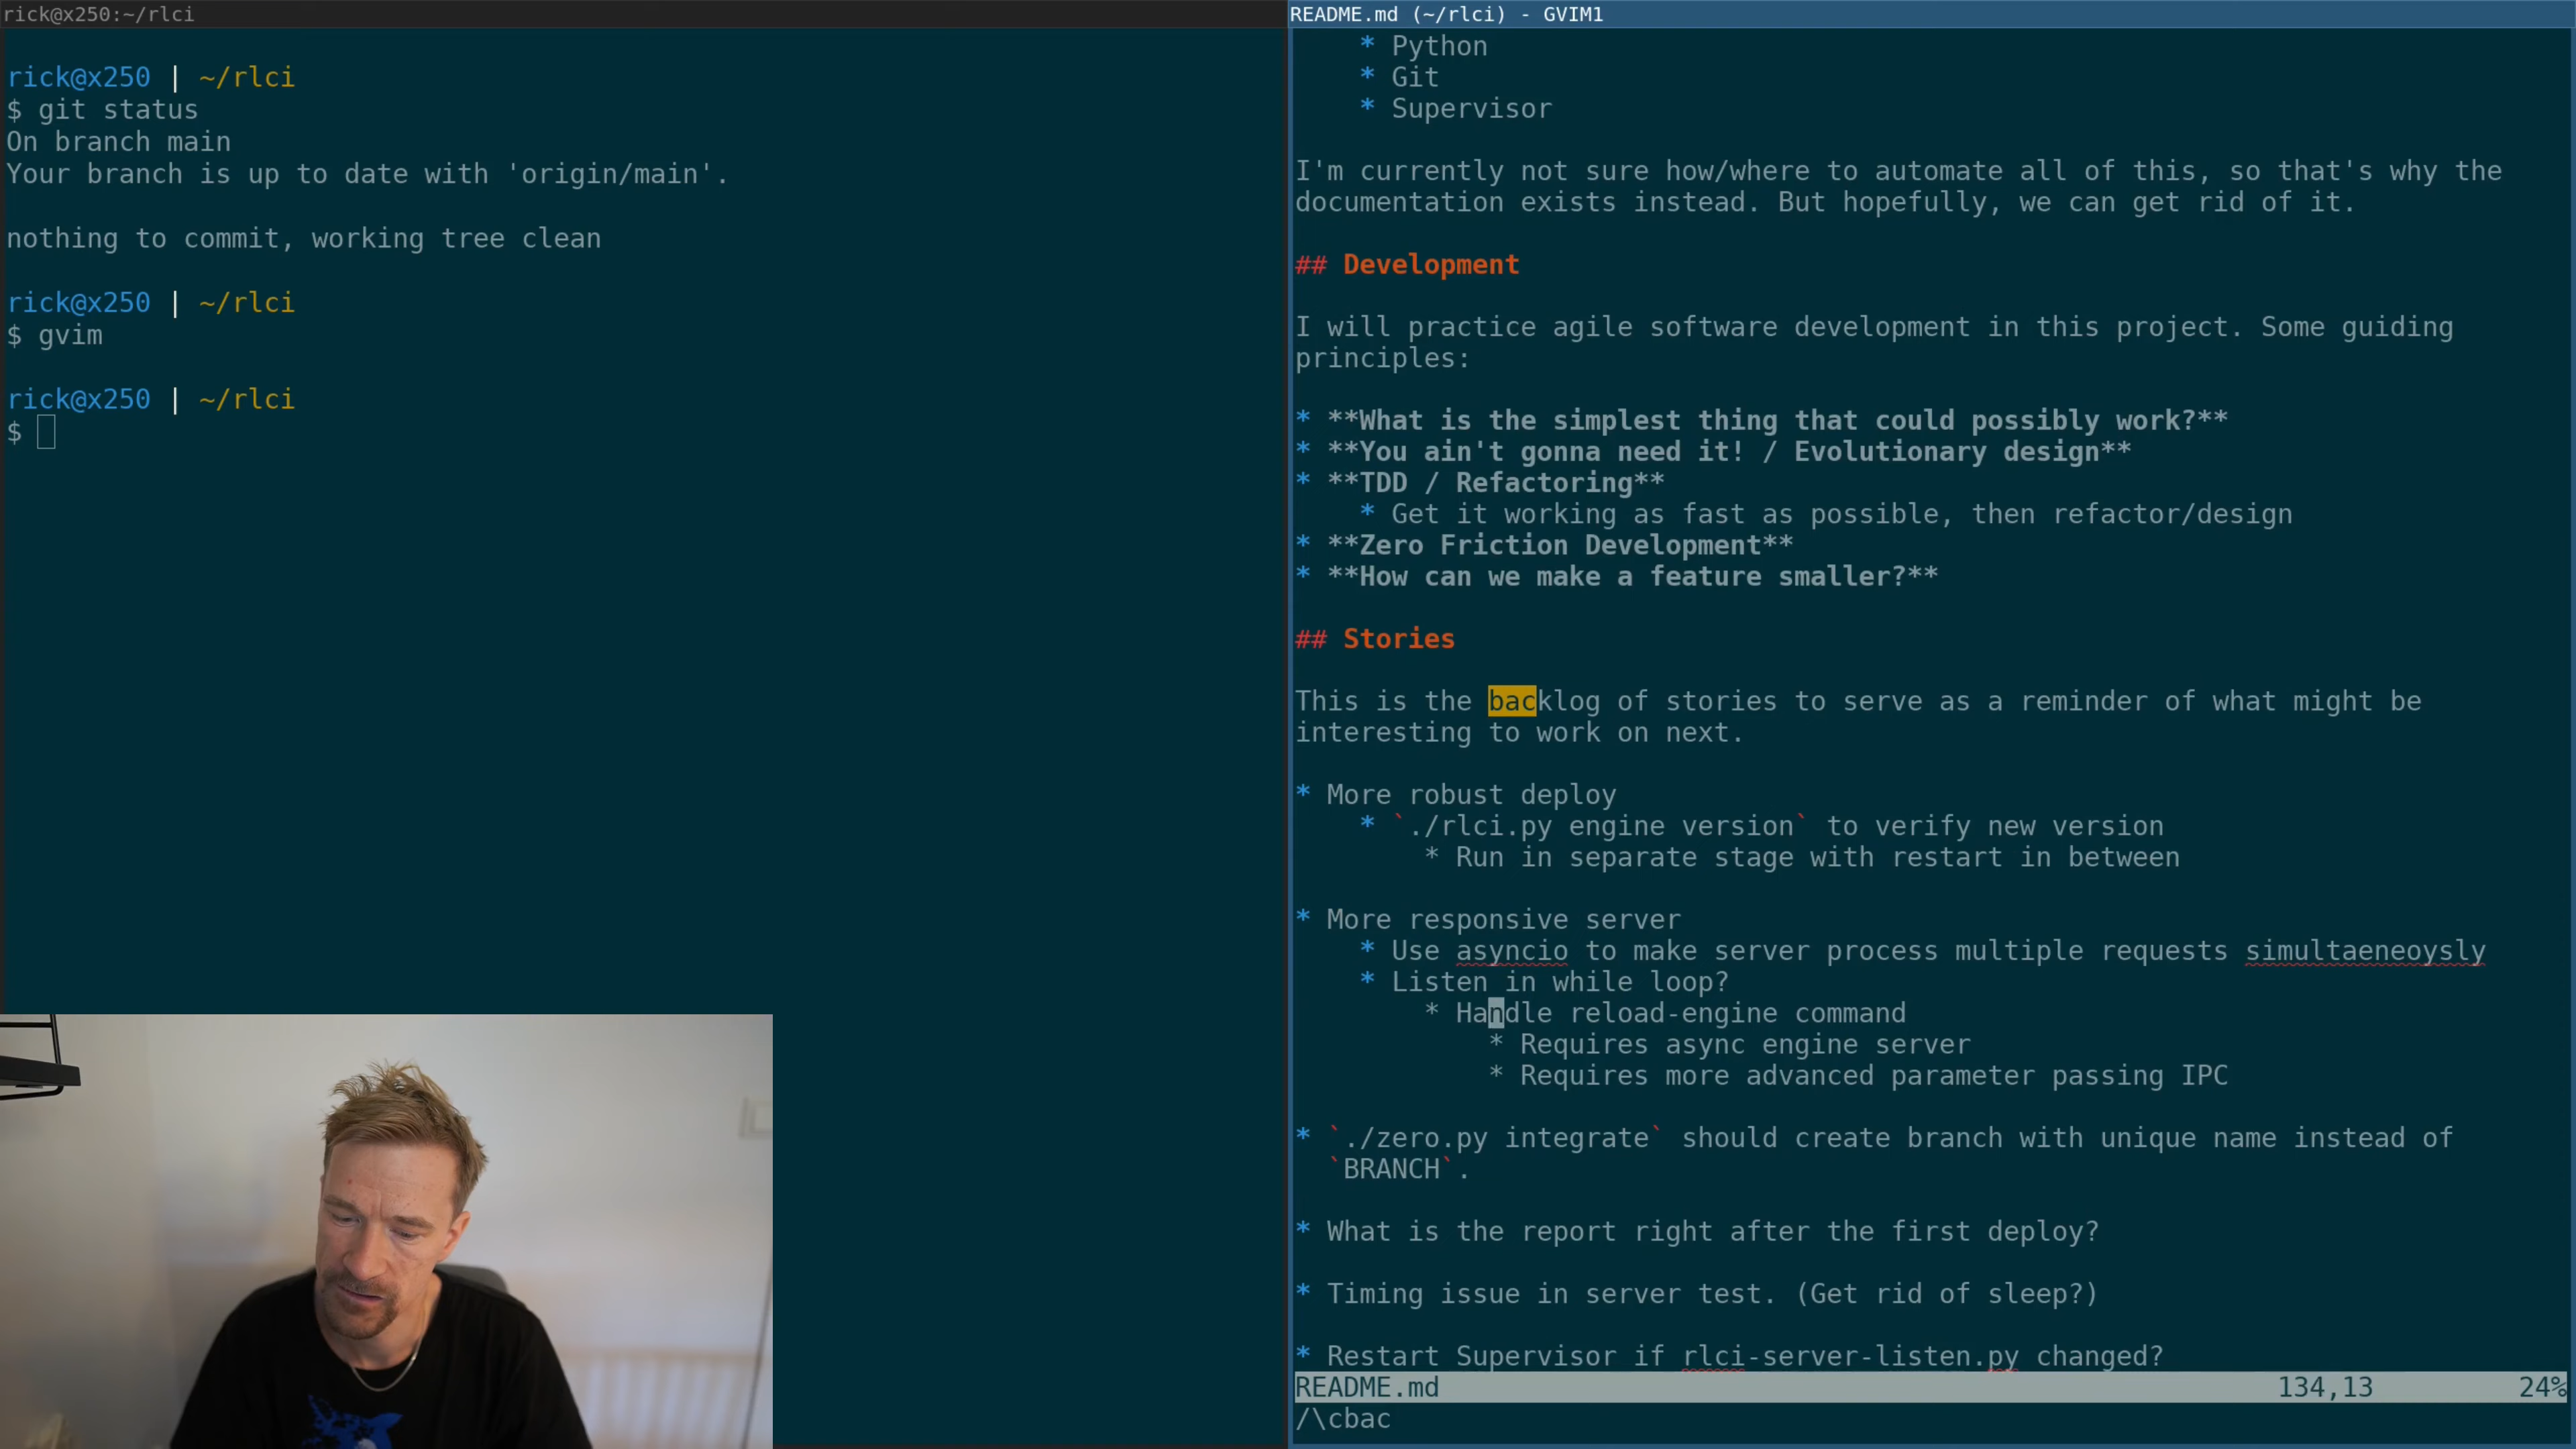 rick@x250:~/rlci
rick@x250 | ~/rlci
$ git status
On branch main
Your branch is up to date with 'origin/main'.
nothing to commit, working tree clean
rick@x250 | ~/rlci
$ gvim
rick@x250 | ~/rlci
$
README.md (~/rlci) - GVIM1
* Python
* Git
* Supervisor
I'm currently not sure how/where to automate all of this, so that's why the
documentation exists instead. But hopefully, we can get rid of it.
## Development
I will practice agile software development in this project. Some guiding
principles:
* **What is the simplest thing that could possibly work?**
* **You ain't gonna need it! / Evolutionary design**
* **TDD / Refactoring**
* Get it working as fast as possible, then refactor/design
* **Zero Friction Development**
* **How can we make a feature smaller?**
## Stories
This is the backlog of stories to serve as a reminder of what might be
interesting to work on next.
* More robust deploy
* `./rlci.py engine version` to verify new version
* Run in separate stage with restart in between
* More responsive server
* Use asyncio to make server process multiple requests simultaeneoysly
* Listen in while loop?
* Handle reload-engine command
* Requires async engine server
* Requires more advanced parameter passing IPC
* `./zero.py integrate` should create branch with unique name instead of
`BRANCH`.
* What is the report right after the first deploy?
* Timing issue in server test. (Get rid of sleep?)
* Restart Supervisor if rlci-server-listen.py changed?
README.md 134,13 24%
/\cbac